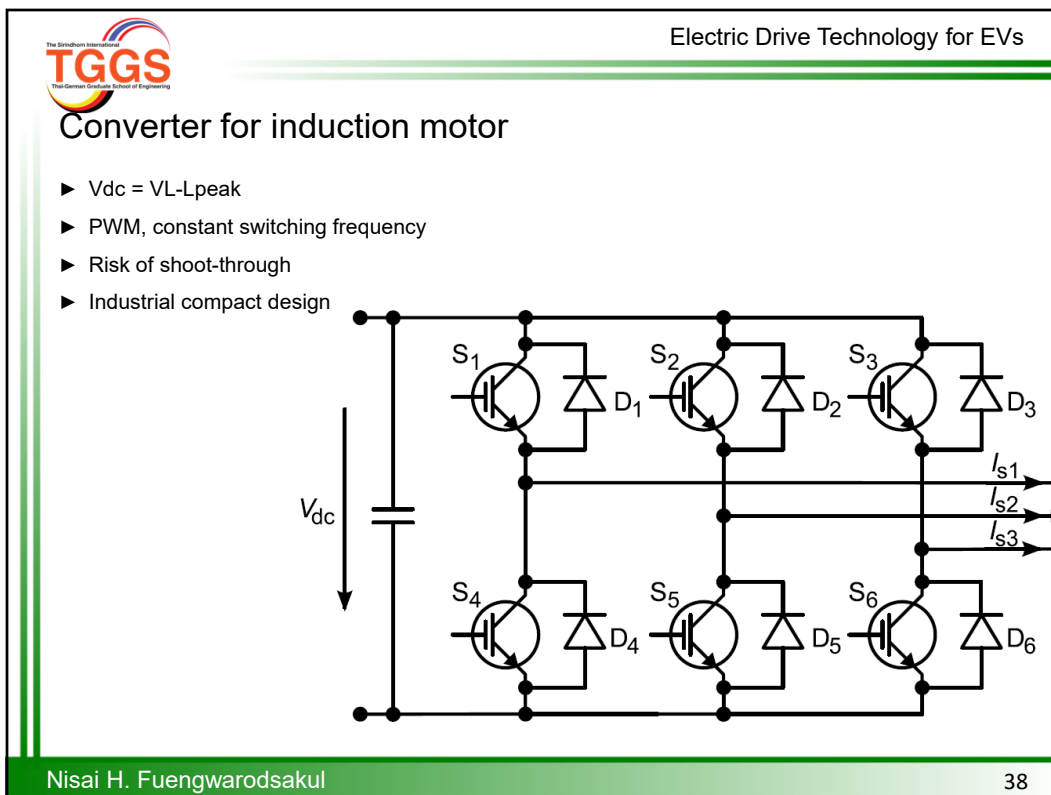 The Sirindhorn International
TGGS
Thai-German Graduate School of Engineering
Electric Drive Technology for EVs
Converter for induction motor
► Vdc = VL-Lpeak
► PWM, constant switching frequency
► Risk of shoot-through
► Industrial compact design
S1
D1
S2
D2
S3
D3
Is1
Is2
Is3
Vdc
S4
D4
S5
D5
S6
D6
Nisai H. Fuengwarodsakul
38